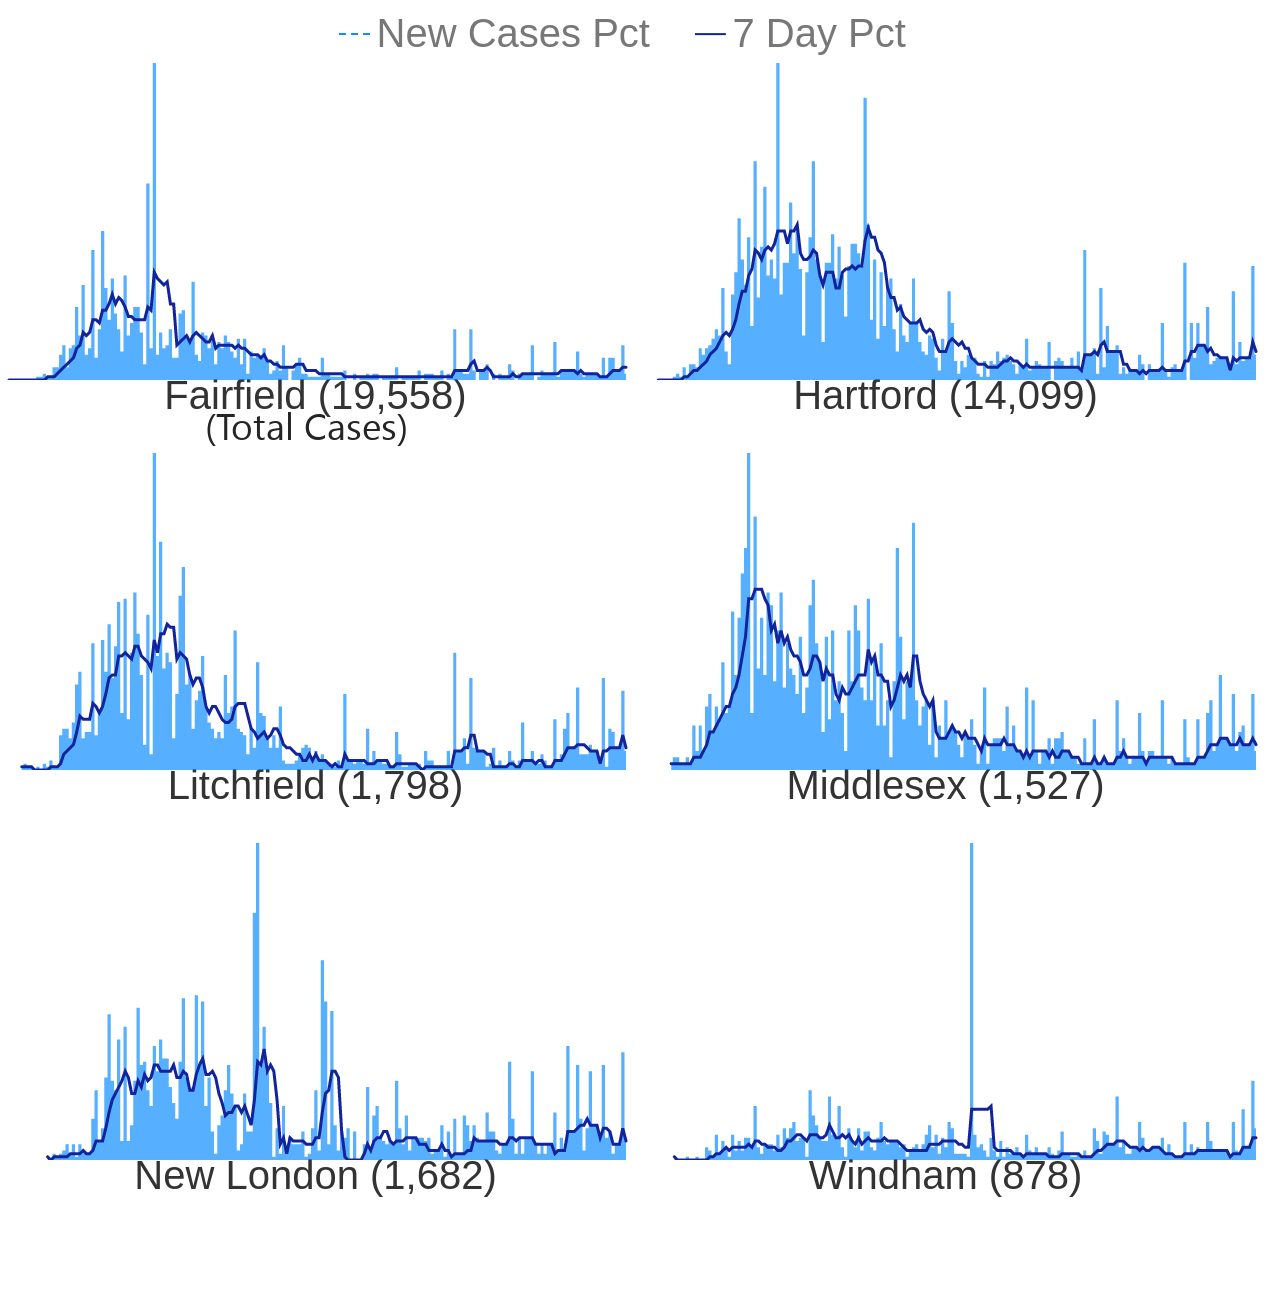 New Cases Pct 7 Day Pct
Fairfield (19,558) Hartford (14,099)
(Total Cases)
Litchfield (1,798) Middlesex (1,527)
New London (1,682) Windham (878)